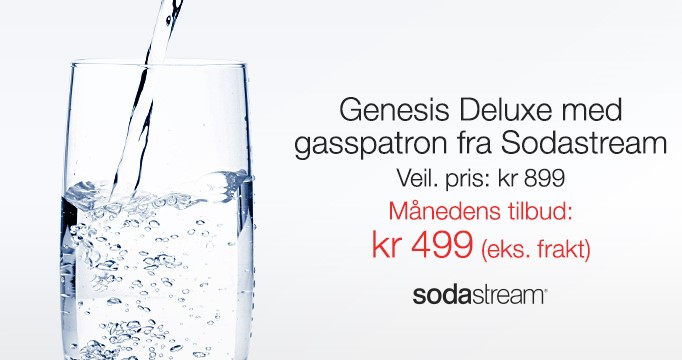 Genesis Deluxe med
gasspatron fra Sodastream
Veil. pris: kr 899
Månedens tilbud:
kr 499 (eks. frakt)
sodastream®